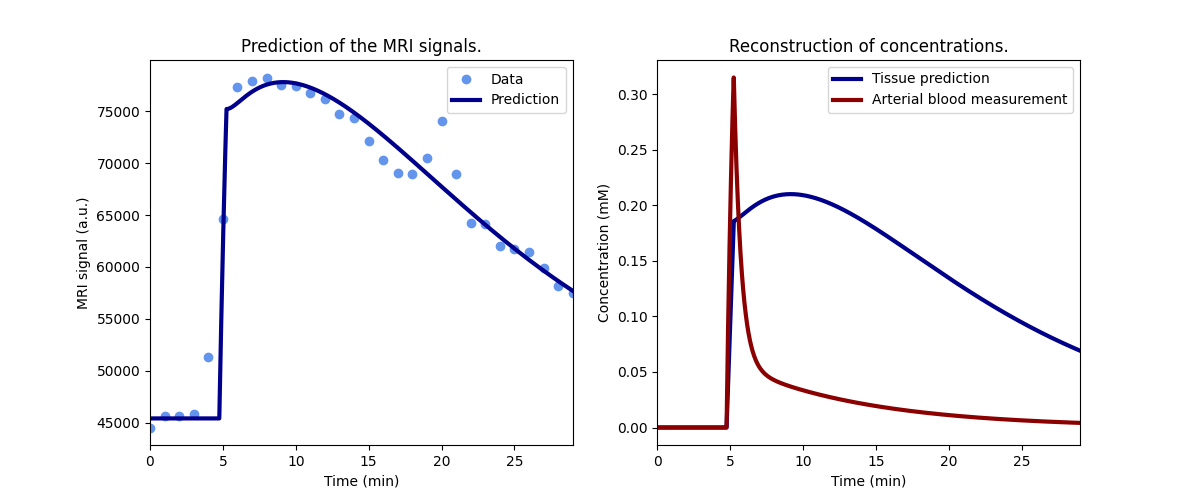 Prediction of the MRI signals.
MRI signal (a.u.)
75000
70000
65000
60000
55000
50000
45000
Data
Prediction
0 5 10 15 20 25
Time (min)
Reconstruction of concentrations.
Concentration (mM)
0.30
0.25
0.20
0.15
0.10
0.05
0.00
Tissue prediction
Arterial blood measurement
0 5 10 15 20 25
Time (min)